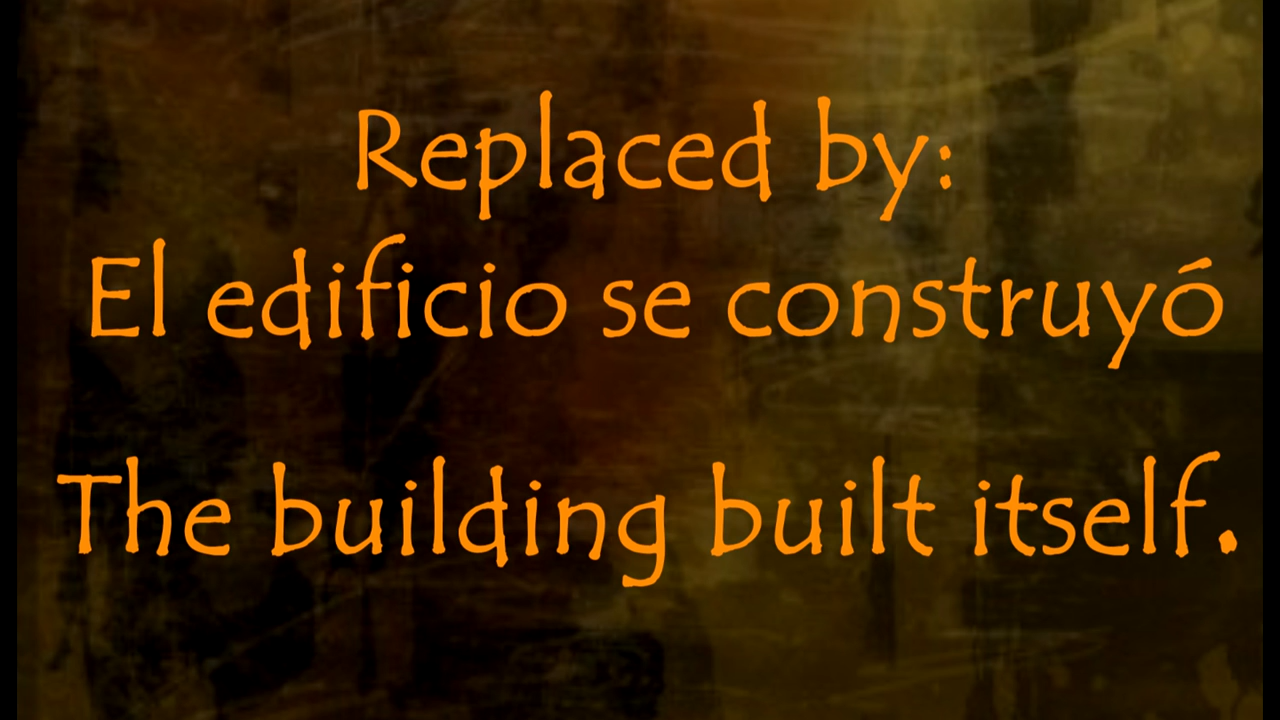 Replaced by:
El edificio se construyó
The building built itself.